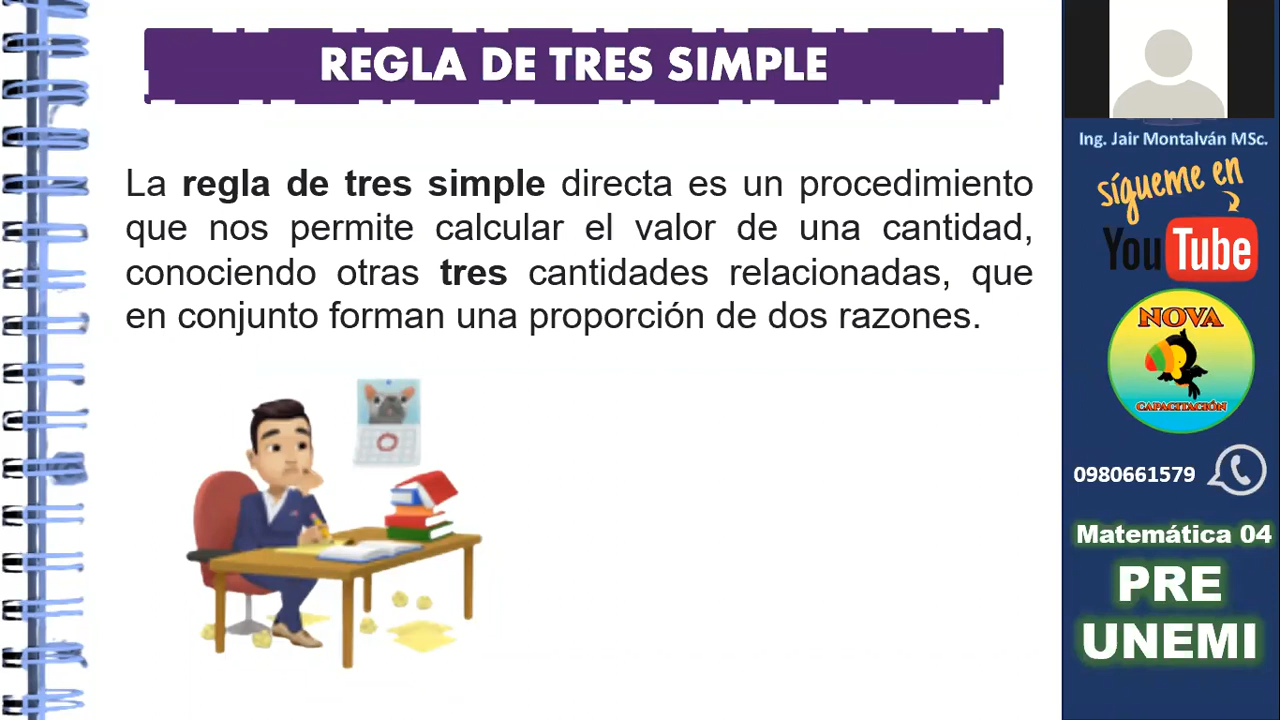 REGLA DE TRES SIMPLE
La regla de tres simple directa es un procedimiento
que nos permite calcular el valor de una cantidad,
conociendo otras tres cantidades relacionadas, que
en conjunto forman una proporción de dos razones.
Ing. Jair Montalván MSc.
sígueme en
YouTube
NOVA
CAPACITACIÓN
0980661579
Matemática 04
PRE
UNEMI